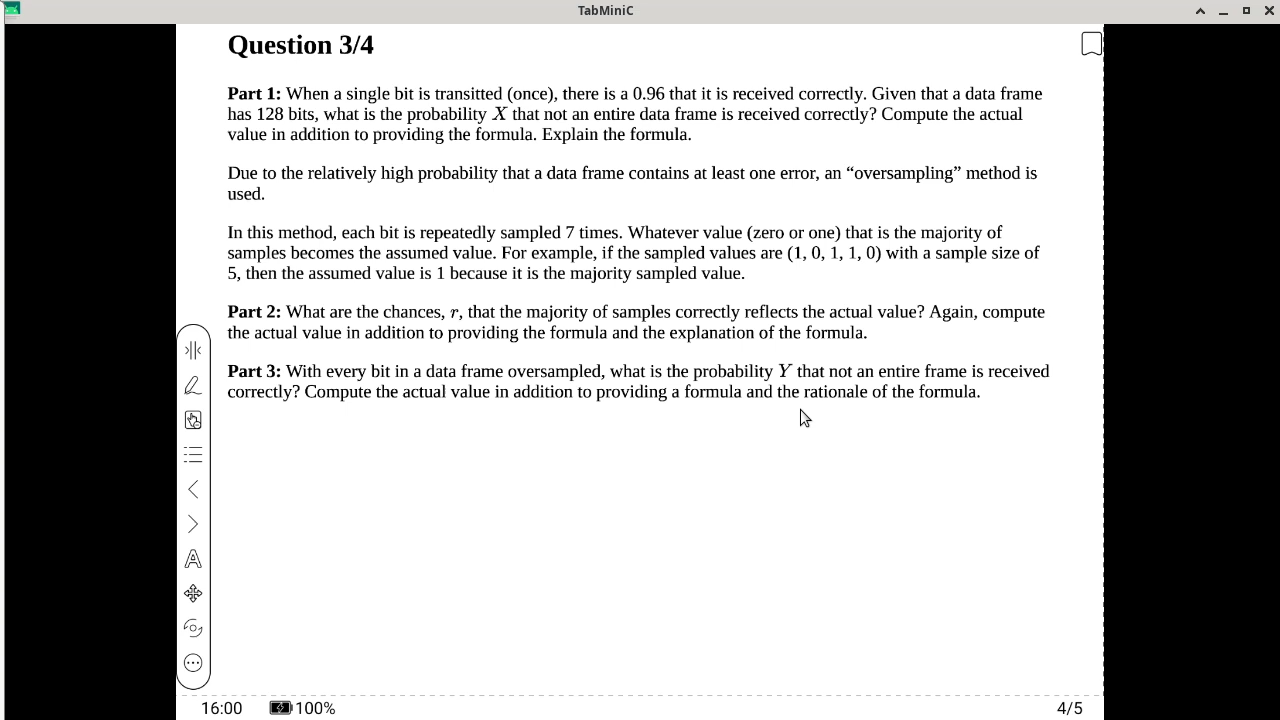 TabMiniC
Question 3/4
Part 1: When a single bit is transitted (once), there is a 0.96 that it is received correctly. Given that a data frame
has 128 bits, what is the probability X that not an entire data frame is received correctly? Compute the actual
value in addition to providing the formula. Explain the formula.
Due to the relatively high probability that a data frame contains at least one error, an “oversampling” method is
used.
In this method, each bit is repeatedly sampled 7 times. Whatever value (zero or one) that is the majority of
samples becomes the assumed value. For example, if the sampled values are (1, 0, 1, 1, 0) with a sample size of
5, then the assumed value is 1 because it is the majority sampled value.
Part 2: What are the chances, r, that the majority of samples correctly reflects the actual value? Again, compute
the actual value in addition to providing the formula and the explanation of the formula.
Part 3: With every bit in a data frame oversampled, what is the probability Y that not an entire frame is received
correctly? Compute the actual value in addition to providing a formula and the rationale of the formula.
16:00 100% 4/5